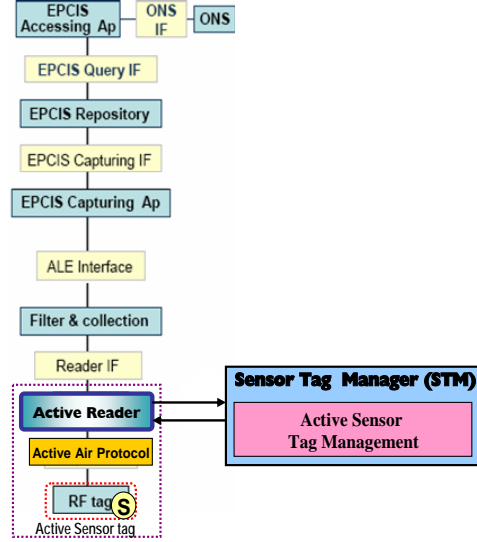 EPCIS
Accessing Ap
ONS
IF
ONS
EPCIS Query IF
EPCIS Repository
EPCIS Capturing IF
EPCIS Capturing Ap
ALE Interface
Filter & collection
Reader IF
Active Reader
Sensor Tag Manager (STM)
Active Sensor
Tag Management
Active Air Protocol
RF tag
S
Active Sensor tag